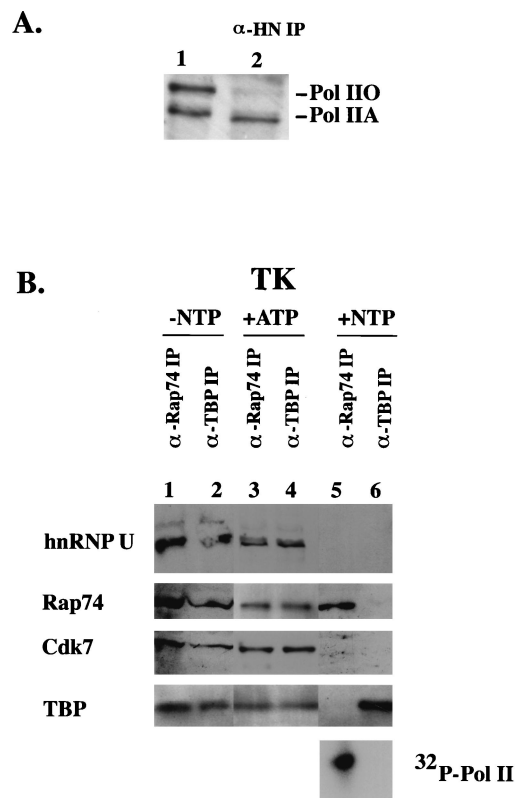 A.
α-HN IP
1 2
–Pol IIO
–Pol IIA
B.
TK
-NTP +ATP +NTP
α-Rap74 IP α-TBP IP α-Rap74 IP α-TBP IP α-Rap74 IP α-TBP IP
1 2 3 4 5 6
hnRNP U
Rap74
Cdk7
TBP
32P-Pol II